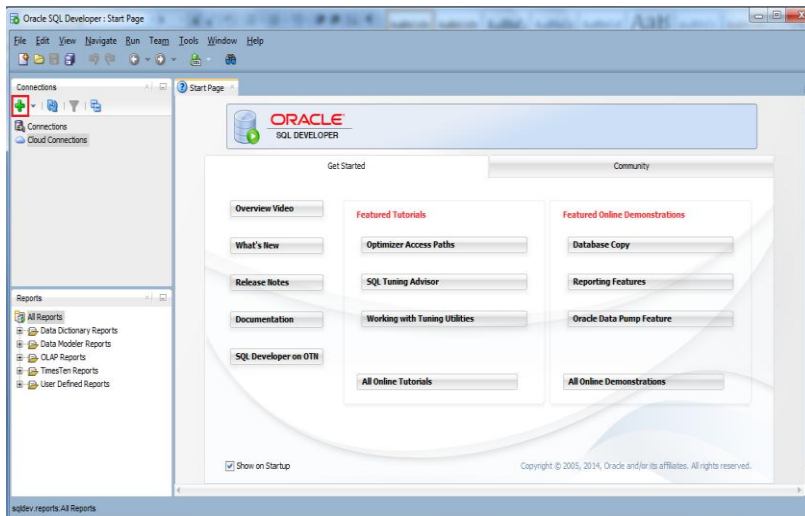 Oracle SQL Developer : Start Page
File Edit View Navigate Run Team Tools Window Help
Connections
Start Page
Connections
Cloud Connections
ORACLE
SQL DEVELOPER
Get Started
Community
Overview Video
What's New
Release Notes
Documentation
SQL Developer on OTN
Featured Tutorials
Optimizer Access Paths
SQL Tuning Advisor
Working with Tuning Utilities
All Online Tutorials
Featured Online Demonstrations
Database Copy
Reporting Features
Oracle Data Pump Feature
All Online Demonstrations
Reports
All Reports
Data Dictionary Reports
Data Modeler Reports
OLAP Reports
TimesTen Reports
User Defined Reports
Show on Startup
Copyright © 2005, 2014, Oracle and/or its affiliates. All rights reserved.
sqldev.reports:All Reports